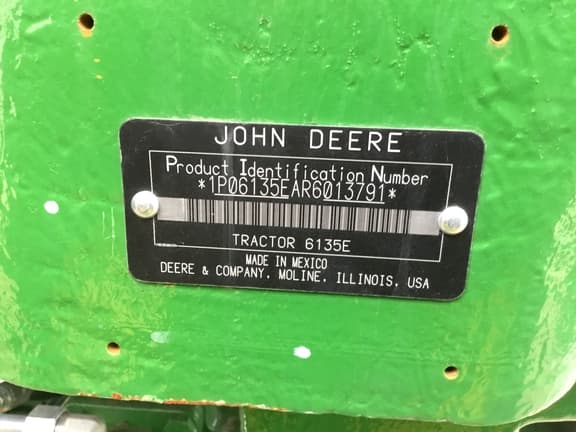 JOHN DEERE
Product Identification Number
*1P06135EAR6013791*
TRACTOR 6135E
MADE IN MEXICO
DEERE & COMPANY, MOLINE, ILLINOIS, USA